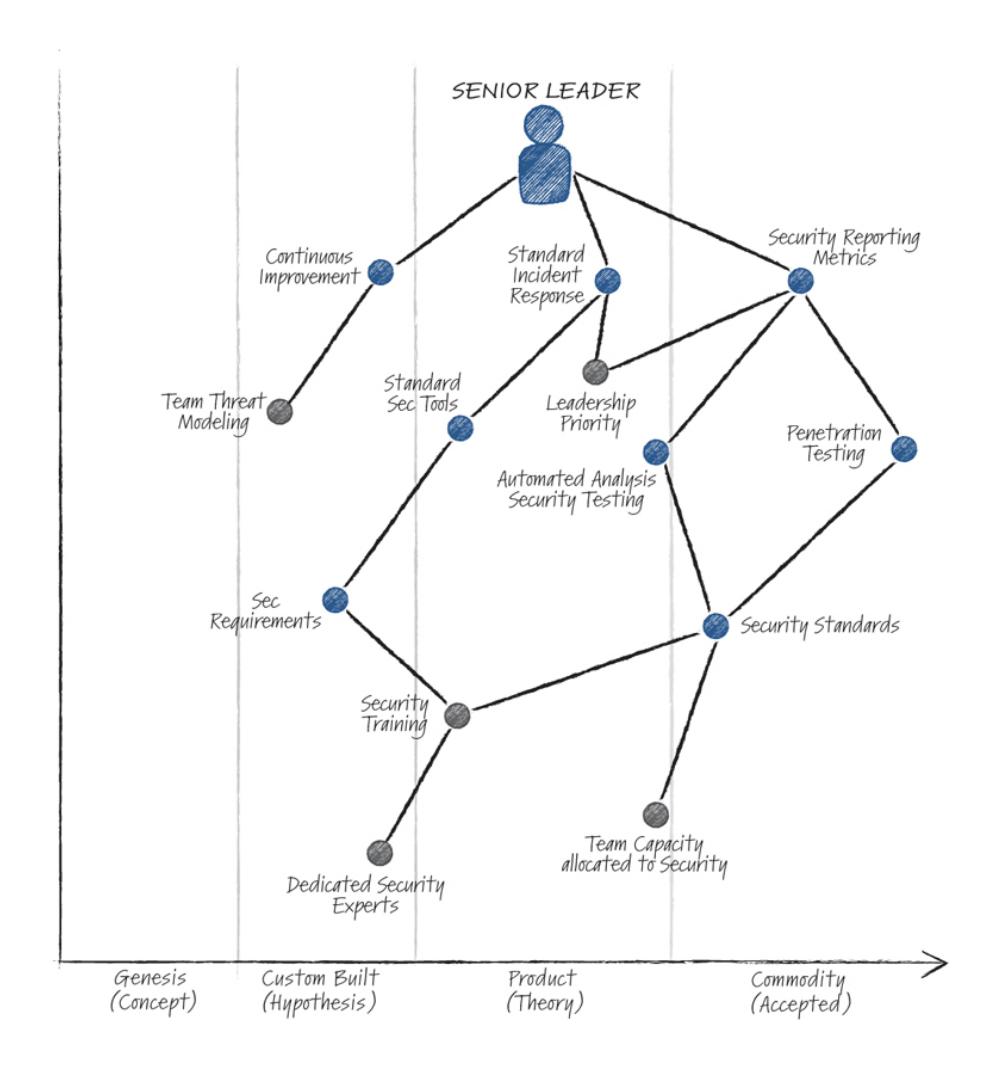 SENIOR LEADER
Security Reporting
Metrics
Continuous
Improvement
Standard
Incident
Response
Standard
Sec Tools
Team Threat
Modeling
Leadership
Priority
Penetration
Testing
Automated Analysis
Security Testing
Sec
Requirements
Security Standards
Security
Training
Team Capacity
allocated to Security
Dedicated Security
Experts
Genesis
(Concept)
Custom Built
(Hypothesis)
Product
(Theory)
Commodity
(Accepted)